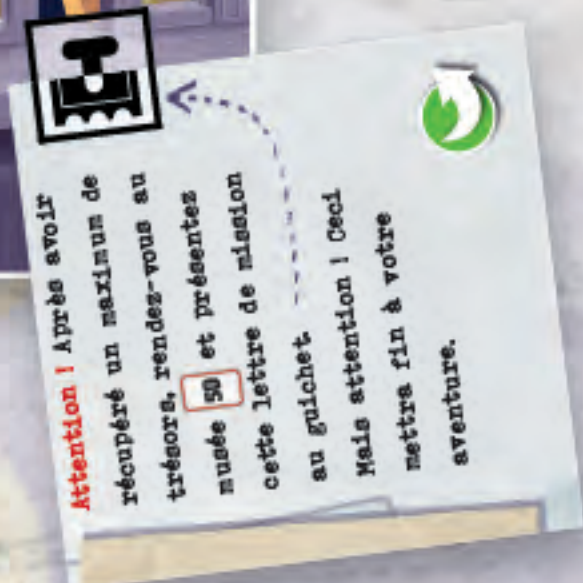 Attention ! Après avoir
récupéré un maximum de
trésors, rendez-vous au
musée 50 et présentez
cette lettre de mission
au guichet
Mais attention ! Ceci
mettra fin à votre
aventure.